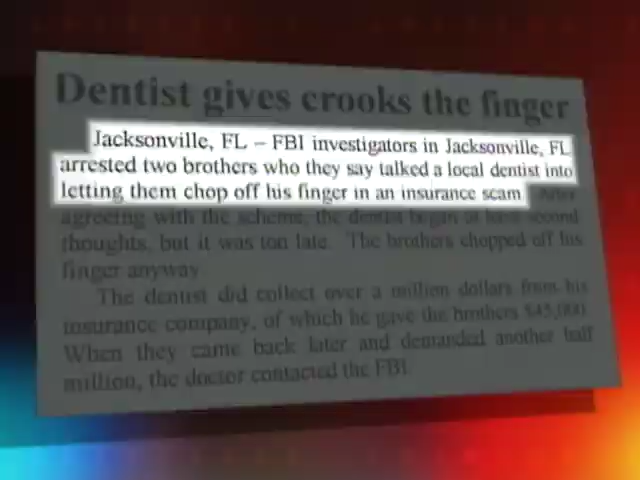 Dentist gives crooks the finger
Jacksonville, FL – FBI investigators in Jacksonville, FL
arrested two brothers who they say talked a local dentist into
letting them chop off his finger in an insurance scam. After
agreeing with the scheme, the dentist began to have second
thoughts, but it was too late. The brothers chopped off his
finger anyway.
The dentist did collect over a million dollars from his
insurance company, of which he gave the brothers $45,000.
When they came back later and demanded another half
million, the doctor contacted the FBI.